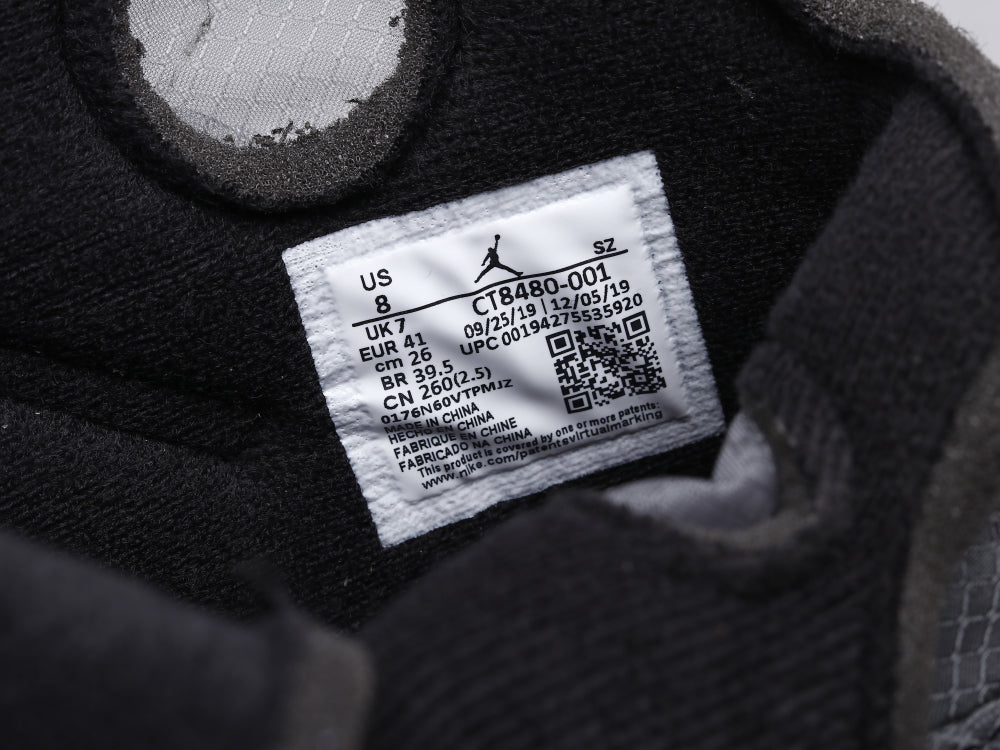 US SZ
8
CT8480-001
UK 7 09/25/19 | 12/05/19
EUR 41 UPC 00194275535920
cm 26
BR 39.5
CN 260(2.5)
0176N60VTPMJZ
MADE IN CHINA
HECHO EN CHINA
FABRIQUE EN CHINE
FABRICADO NA CHINA
This product is covered by one or more patents:
www.nike.com/patentsvirtualmarking